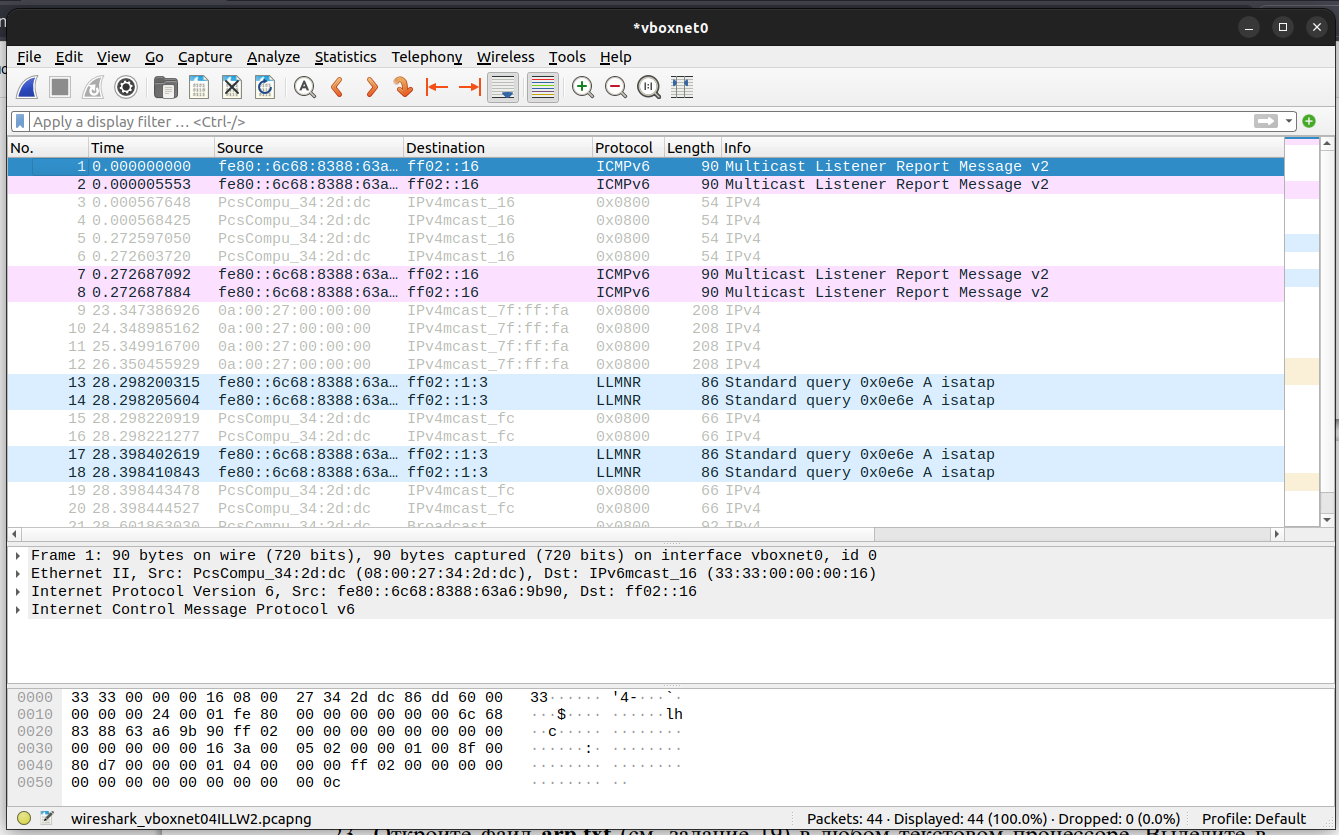 *vboxnet0
File Edit View Go Capture Analyze Statistics Telephony Wireless Tools Help
Apply a display filter … <Ctrl-/>
No. Time Source Destination Protocol Length Info
1 0.000000000 fe80::6c68:8388:63a… ff02::16 ICMPv6 90 Multicast Listener Report Message v2
2 0.000005553 fe80::6c68:8388:63a… ff02::16 ICMPv6 90 Multicast Listener Report Message v2
3 0.000567648 PcsCompu_34:2d:dc IPv4mcast_16 0x0800 54 IPv4
4 0.000568425 PcsCompu_34:2d:dc IPv4mcast_16 0x0800 54 IPv4
5 0.272597050 PcsCompu_34:2d:dc IPv4mcast_16 0x0800 54 IPv4
6 0.272603720 PcsCompu_34:2d:dc IPv4mcast_16 0x0800 54 IPv4
7 0.272687092 fe80::6c68:8388:63a… ff02::16 ICMPv6 90 Multicast Listener Report Message v2
8 0.272687884 fe80::6c68:8388:63a… ff02::16 ICMPv6 90 Multicast Listener Report Message v2
9 23.347386926 0a:00:27:00:00:00 IPv4mcast_7f:ff:fa 0x0800 208 IPv4
10 24.348985162 0a:00:27:00:00:00 IPv4mcast_7f:ff:fa 0x0800 208 IPv4
11 25.349916700 0a:00:27:00:00:00 IPv4mcast_7f:ff:fa 0x0800 208 IPv4
12 26.350455929 0a:00:27:00:00:00 IPv4mcast_7f:ff:fa 0x0800 208 IPv4
13 28.298200315 fe80::6c68:8388:63a… ff02::1:3 LLMNR 86 Standard query 0x0e6e A isatap
14 28.298205604 fe80::6c68:8388:63a… ff02::1:3 LLMNR 86 Standard query 0x0e6e A isatap
15 28.298220919 PcsCompu_34:2d:dc IPv4mcast_fc 0x0800 66 IPv4
16 28.298221277 PcsCompu_34:2d:dc IPv4mcast_fc 0x0800 66 IPv4
17 28.398402619 fe80::6c68:8388:63a… ff02::1:3 LLMNR 86 Standard query 0x0e6e A isatap
18 28.398410843 fe80::6c68:8388:63a… ff02::1:3 LLMNR 86 Standard query 0x0e6e A isatap
19 28.398443478 PcsCompu_34:2d:dc IPv4mcast_fc 0x0800 66 IPv4
20 28.398444527 PcsCompu_34:2d:dc IPv4mcast_fc 0x0800 66 IPv4
21 28.601863030 PcsCompu_34:2d:dc Broadcast 0x0800 92 IPv4
Frame 1: 90 bytes on wire (720 bits), 90 bytes captured (720 bits) on interface vboxnet0, id 0
Ethernet II, Src: PcsCompu_34:2d:dc (08:00:27:34:2d:dc), Dst: IPv6mcast_16 (33:33:00:00:00:16)
Internet Protocol Version 6, Src: fe80::6c68:8388:63a6:9b90, Dst: ff02::16
Internet Control Message Protocol v6
0000 33 33 00 00 00 16 08 00 27 34 2d dc 86 dd 60 00 33······ '4-···`·
0010 00 00 00 24 00 01 fe 80 00 00 00 00 00 00 6c 68 ···$···· ······lh
0020 83 88 63 a6 9b 90 ff 02 00 00 00 00 00 00 00 00 ··c····· ········
0030 00 00 00 00 00 16 3a 00 05 02 00 00 01 00 8f 00 ······:· ········
0040 80 d7 00 00 00 01 04 00 00 00 ff 02 00 00 00 00 ········ ········
0050 00 00 00 00 00 00 00 00 00 0c ········ ··
wireshark_vboxnet04ILLW2.pcapng Packets: 44 · Displayed: 44 (100.0%) · Dropped: 0 (0.0%) Profile: Default
23. Откройте файл arp.txt (см. задание 19) в любом текстовом процессоре. Выделите в